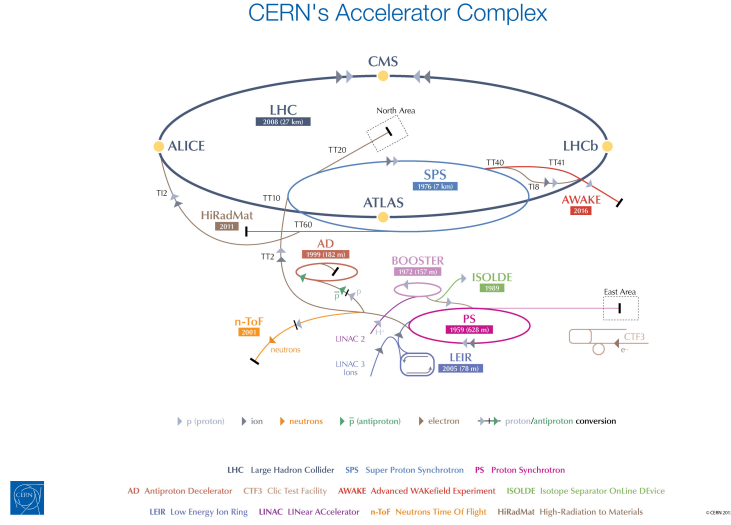 CERN's Accelerator Complex
CMS
LHC
2008 (27 km)
North Area
ALICE
LHCb
TT20
TT40
TT41
SPS
1976 (7 km)
TI2
TT10
TI8
AWAKE
2016
ATLAS
HiRadMat
2011
TT60
AD
1999 (182 m)
TT2
BOOSTER
1972 (157 m)
ISOLDE
1989
p
p̅
East Area
n-ToF
2001
H-
PS
1959 (628 m)
LINAC 2
neutrons
CTF3
e-
LEIR
2005 (78 m)
LINAC 3
Ions
p (proton) ion neutrons p̅ (antiproton) electron proton/antiproton conversion
LHC Large Hadron Collider SPS Super Proton Synchrotron PS Proton Synchrotron
AD Antiproton Decelerator CTF3 Clic Test Facility AWAKE Advanced WAKefield Experiment ISOLDE Isotope Separator OnLine DEvice
LEIR Low Energy Ion Ring LINAC LINear ACcelerator n-ToF Neutrons Time Of Flight HiRadMat High-Radiation to Materials
CERN
© CERN